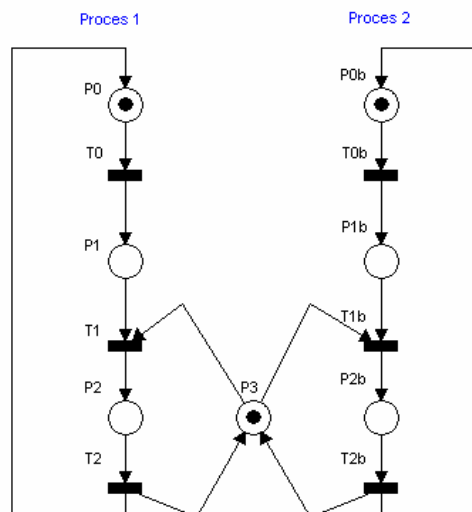 Proces 1
Proces 2
P0
P0b
T0
T0b
P1
P1b
T1
T1b
P2
P3
P2b
T2
T2b